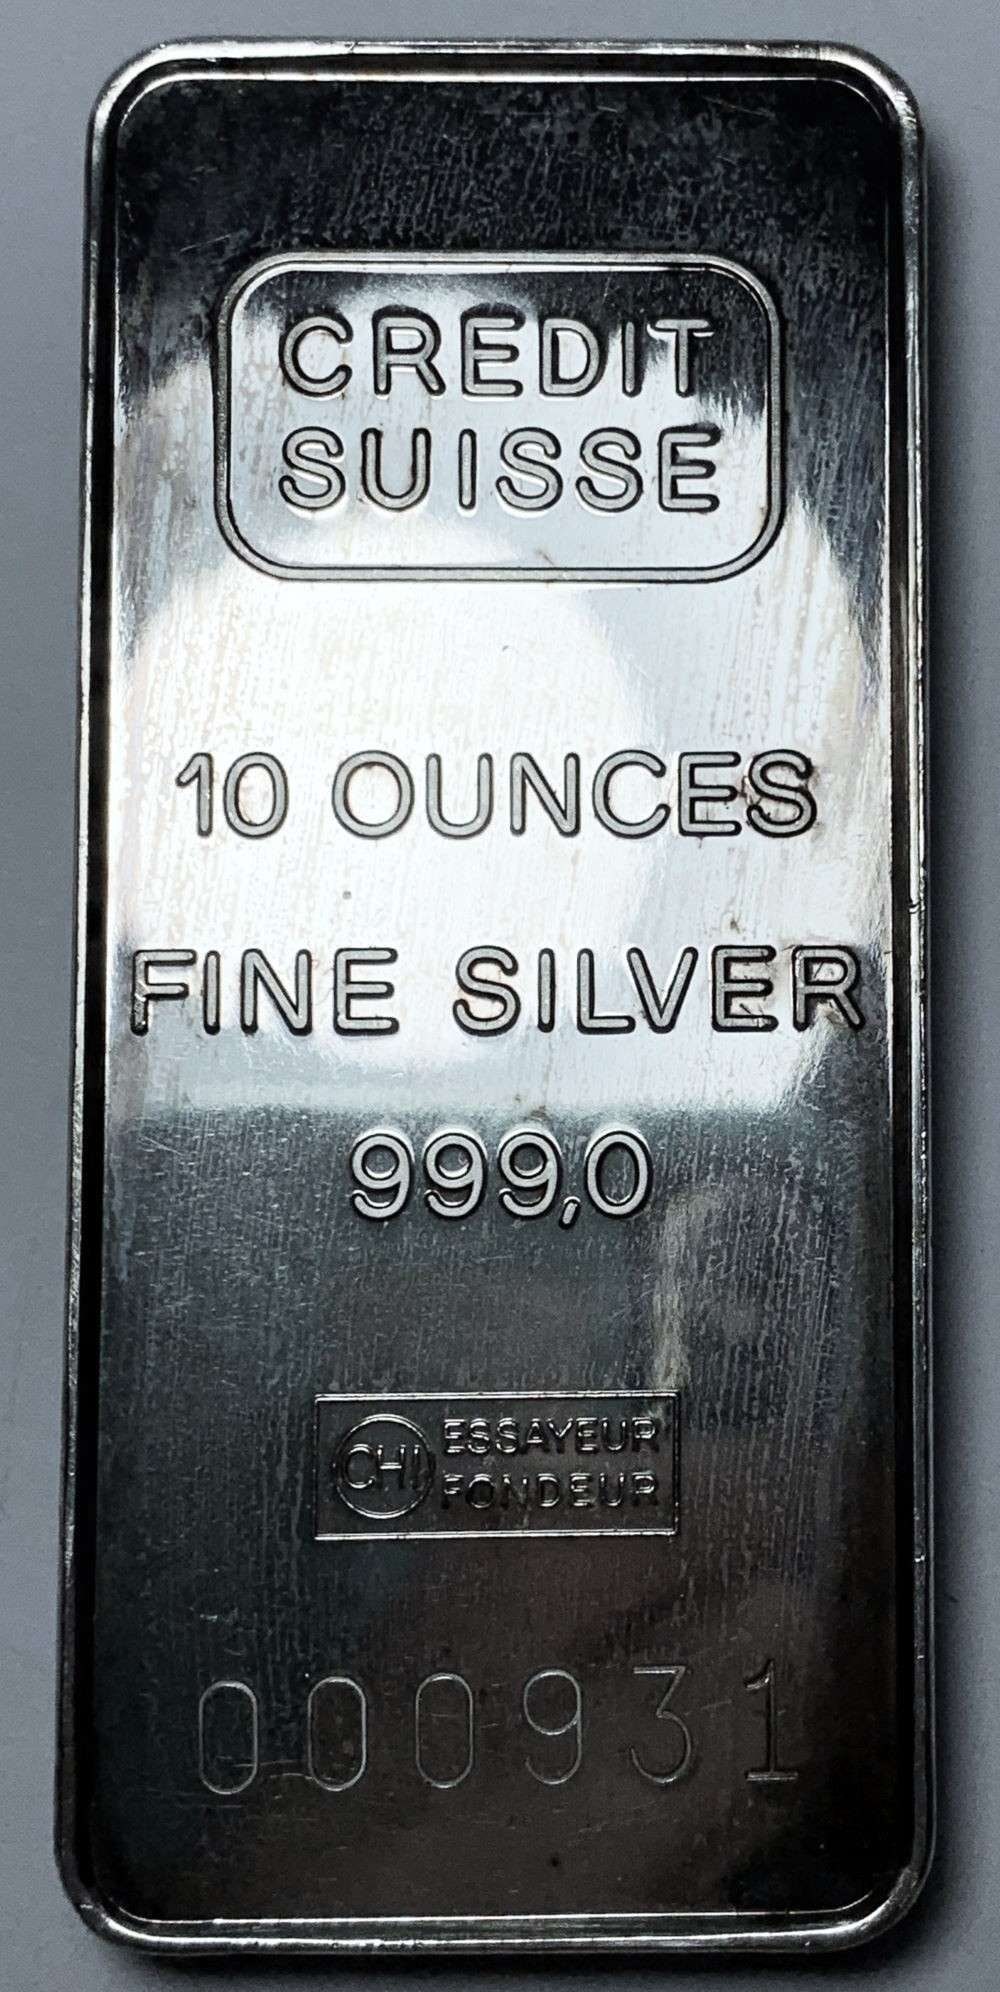 CREDIT
SUISSE
10 OUNCES
FINE SILVER
999,0
CHI ESSAYEUR
FONDEUR
000931